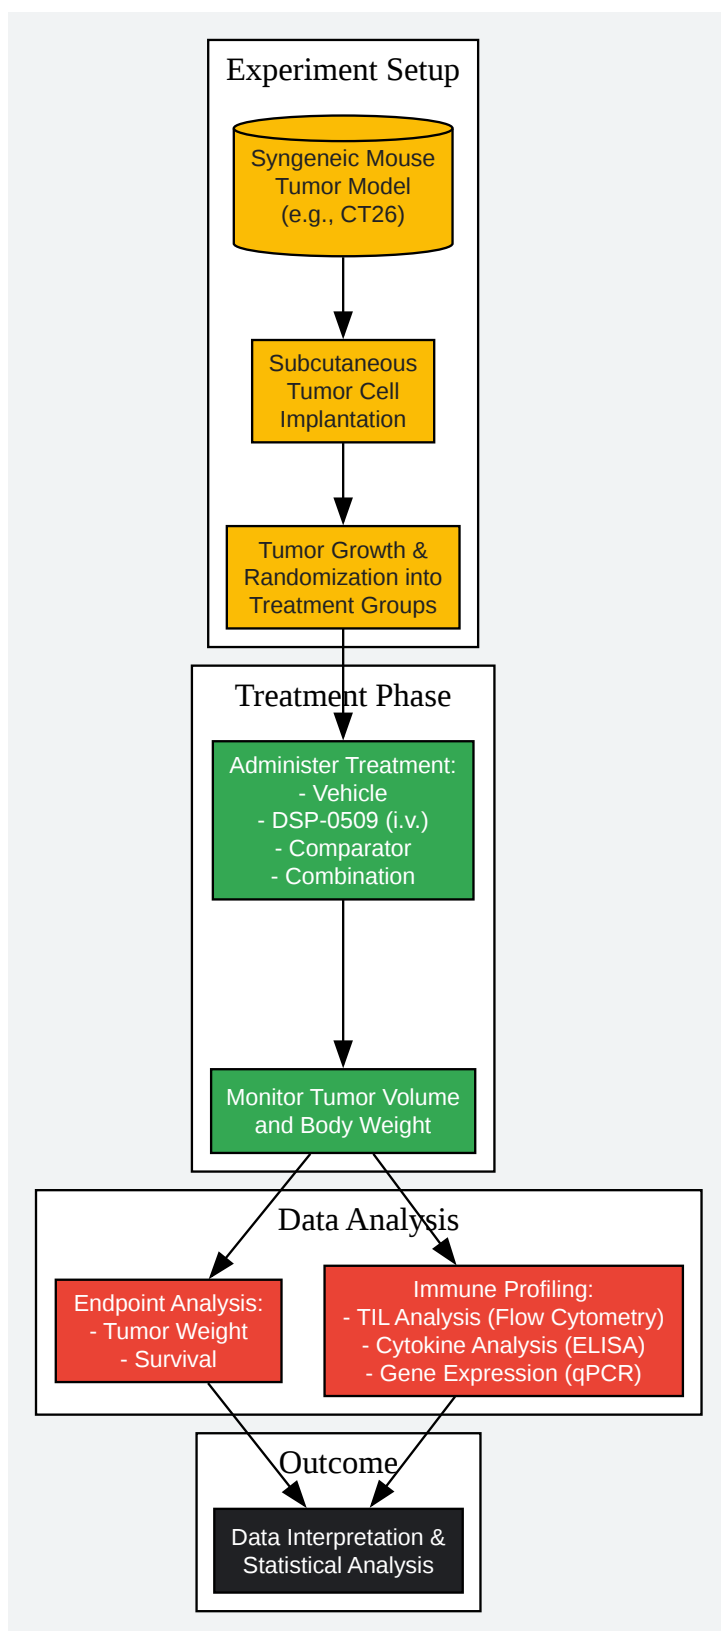 Experiment Setup
Syngeneic Mouse
Tumor Model
(e.g., CT26)
Subcutaneous
Tumor Cell
Implantation
Tumor Growth &
Randomization into
Treatment Groups
Treatment Phase
Administer Treatment:
- Vehicle
- DSP-0509 (i.v.)
- Comparator
- Combination
Monitor Tumor Volume
and Body Weight
Data Analysis
Endpoint Analysis:
- Tumor Weight
- Survival
Immune Profiling:
- TIL Analysis (Flow Cytometry)
- Cytokine Analysis (ELISA)
- Gene Expression (qPCR)
Outcome
Data Interpretation &
Statistical Analysis